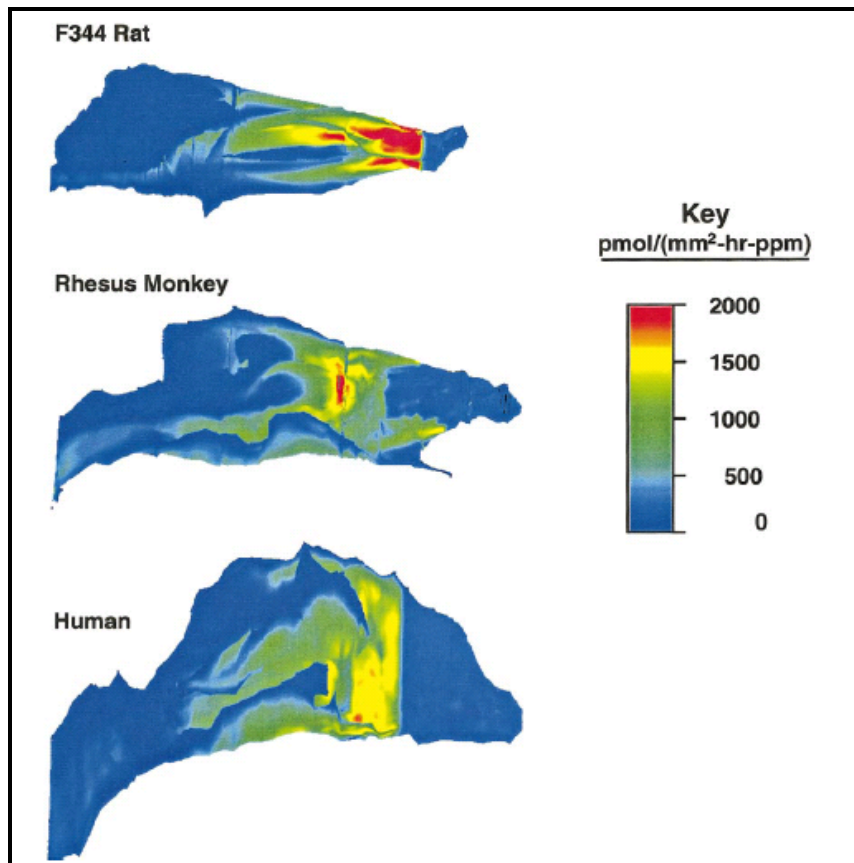 F344 Rat
Rhesus Monkey
Human
Key
pmol/(mm²-hr-ppm)
2000
1500
1000
500
0